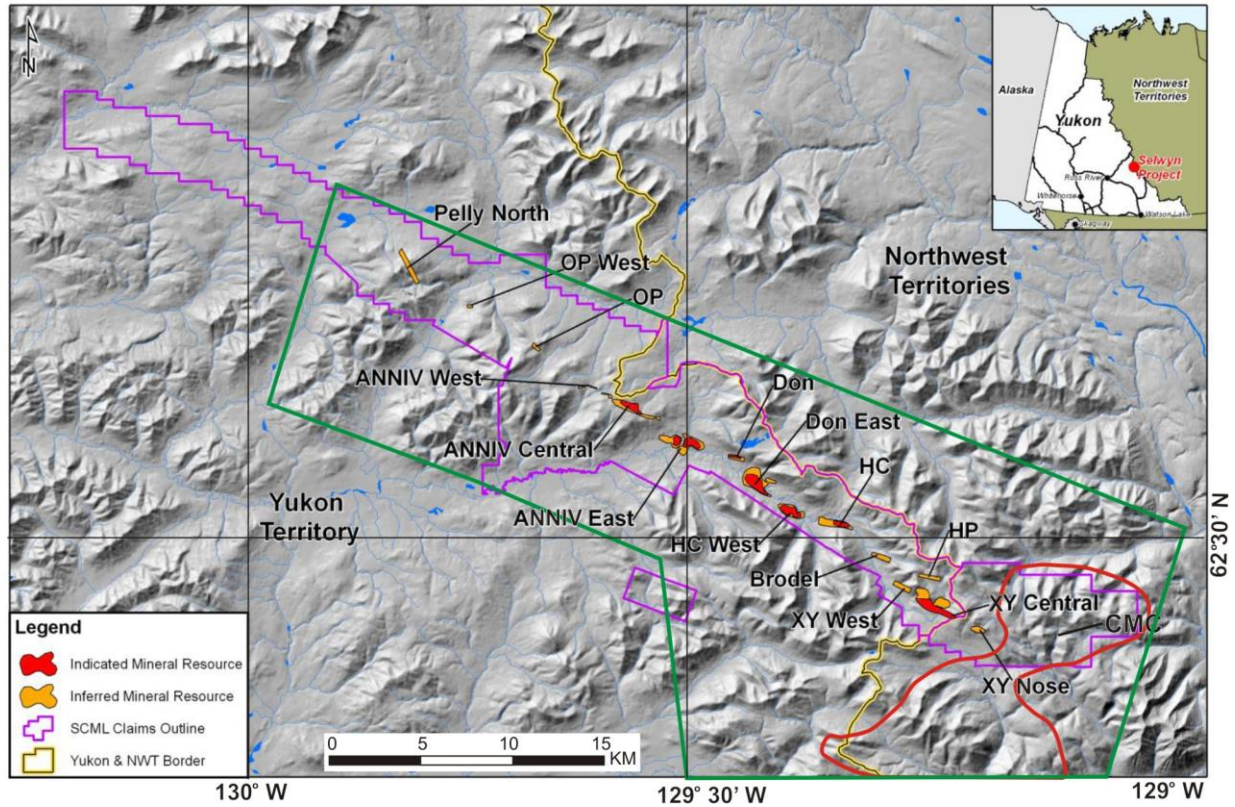 N
Alaska
Northwest
Territories
Yukon
Selwyn
Project
Ross River
Whitehorse
Watson Lake
Skagway
Pelly North
OP West
OP
Northwest
Territories
ANNIV West
Don
Don East
ANNIV Central
HC
ANNIV East
Yukon
Territory
HC West
HP
62°30' N
Brodel
XY West
XY Central
CMC
XY Nose
Legend
Indicated Mineral Resource
Inferred Mineral Resource
SCML Claims Outline
Yukon & NWT Border
0 5 10 15
KM
130° W
129° 30' W
129° W